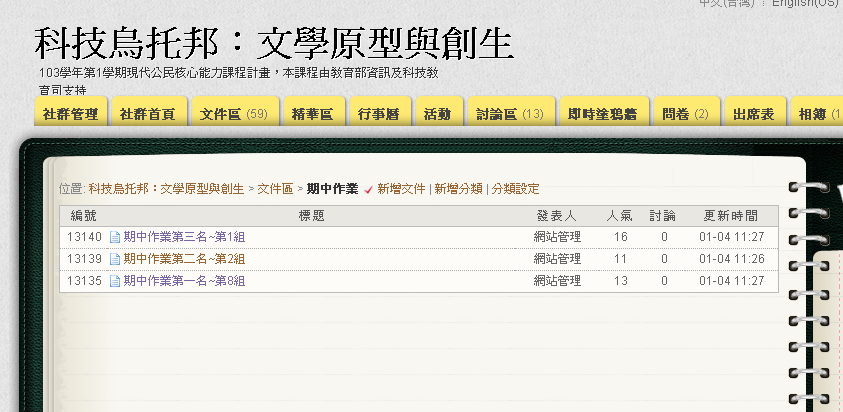 中文(台灣) | English(US)
科技烏托邦：文學原型與創生
103學年第1學期現代公民核心能力課程計畫，本課程由教育部資訊及科技教
育司支持
社群管理 社群首頁 文件區 (59) 精華區 行事曆 活動 討論區 (13) 即時塗鴉牆 問卷 (2) 出席表 相簿 (1
位置: 科技烏托邦：文學原型與創生 > 文件區 > 期中作業 新增文件 | 新增分類 | 分類設定
編號 標題 發表人 人氣 討論 更新時間
13140 期中作業第三名~第1組 網站管理 16 0 01-04 11:27
13139 期中作業第二名~第2組 網站管理 11 0 01-04 11:26
13135 期中作業第一名~第8組 網站管理 13 0 01-04 11:27